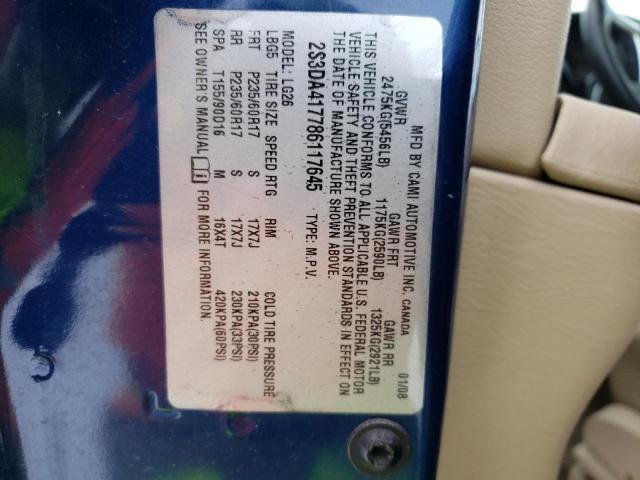 MFD BY CAMI AUTOMOTIVE INC. CANADA 01/08
GVWR GAWR FRT GAWR RR
2475KG(5456LB) 1175KG(2590LB) 1325KG(2921LB)
THIS VEHICLE CONFORMS TO ALL APPLICABLE U.S. FEDERAL MOTOR
VEHICLE SAFETY AND THEFT PREVENTION STANDARDS IN EFFECT ON
THE DATE OF MANUFACTURE SHOWN ABOVE.
2S3DA417786117645 TYPE: M.P.V.
MODEL: LG26
LBG5 TIRE SIZE SPEED RTG RIM COLD TIRE PRESSURE
FRT P235/60R17 S 17X7J 210KPA(30PSI)
RR P235/60R17 S 17X7J 230KPA(33PSI)
SPA T155/90D16 M 16X4T 420KPA(60PSI)
SEE OWNER'S MANUAL FOR MORE INFORMATION